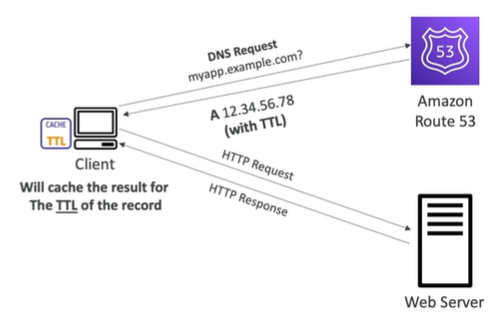 DNS Request
myapp.example.com?
53
Amazon
Route 53
A 12.34.56.78
(with TTL)
CACHE
TTL
Client
Will cache the result for
The TTL of the record
HTTP Request
HTTP Response
Web Server